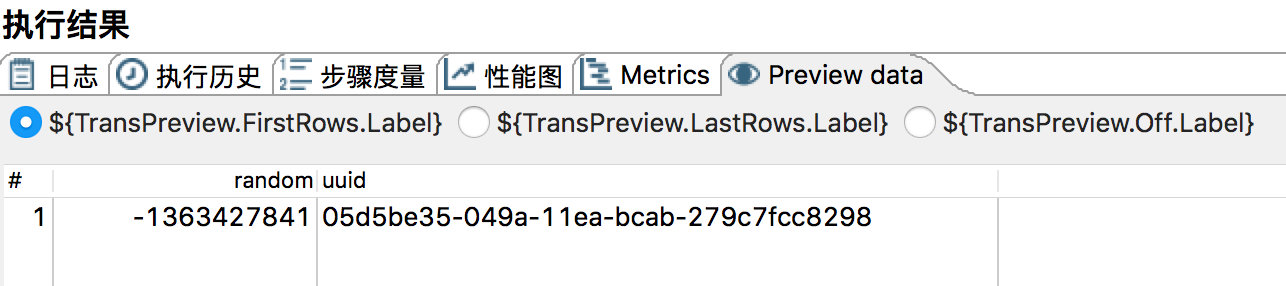 执行结果
日志 执行历史 1 2 步骤度量 性能图 Metrics Preview data
${TransPreview.FirstRows.Label} ${TransPreview.LastRows.Label} ${TransPreview.Off.Label}
# random uuid
1 -1363427841 05d5be35-049a-11ea-bcab-279c7fcc8298